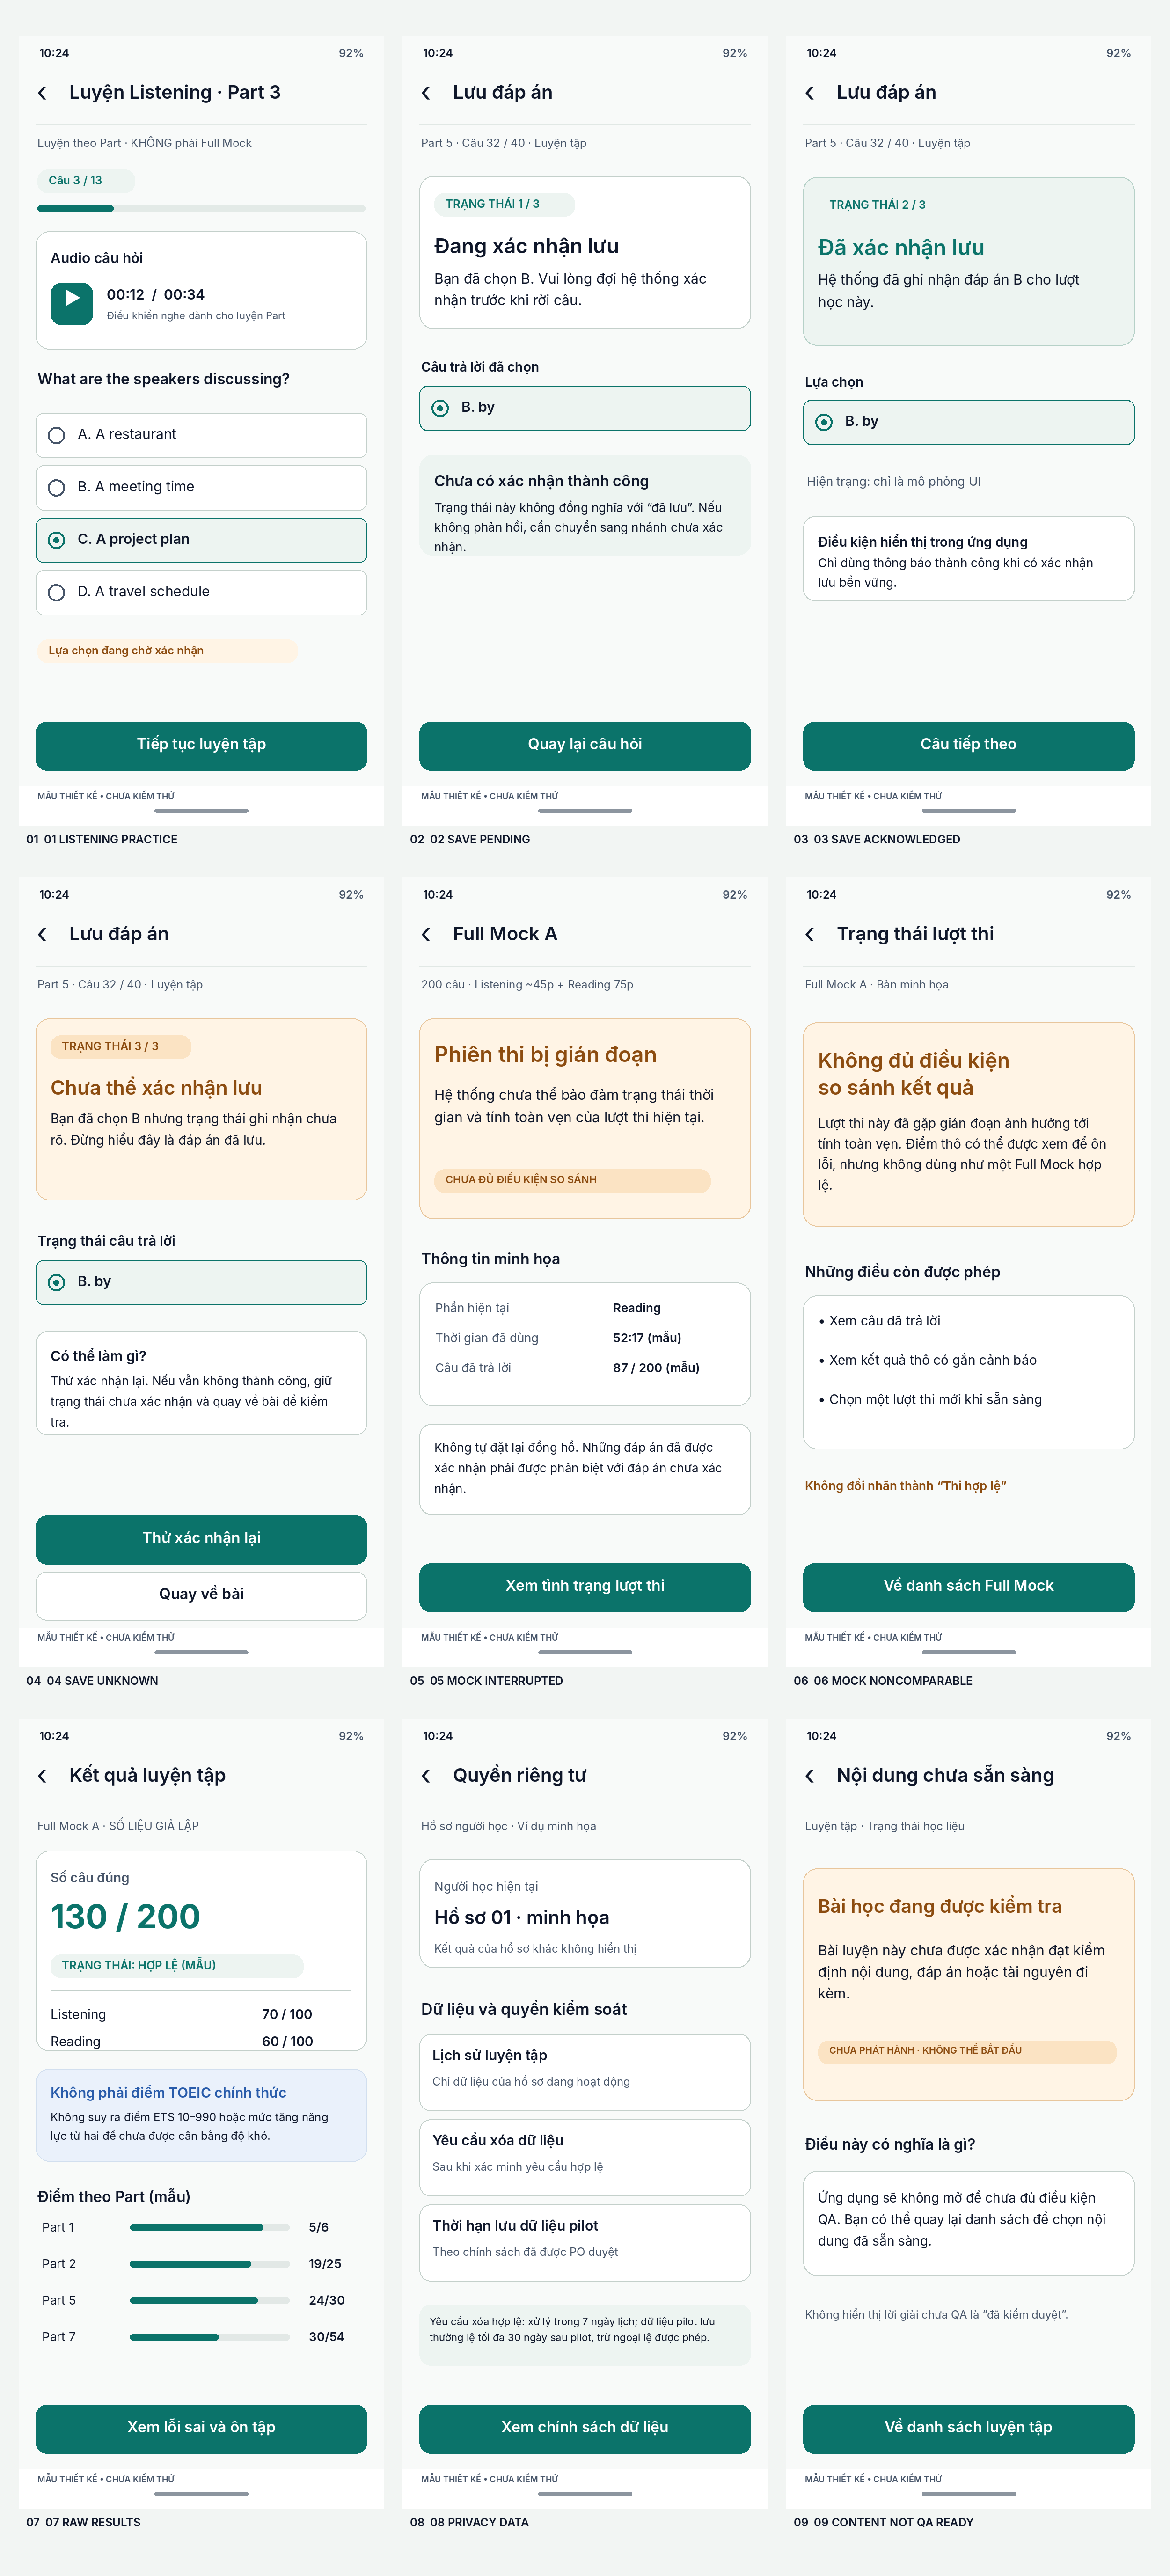 10:24
92%
Luyện Listening · Part 3
Luyện theo Part · KHÔNG phải Full Mock
Câu 3 / 13
Audio câu hỏi
00:12 / 00:34
Điều khiển nghe dành cho luyện Part
What are the speakers discussing?
A. A restaurant
B. A meeting time
C. A project plan
D. A travel schedule
Lựa chọn đang chờ xác nhận
Tiếp tục luyện tập
MẪU THIẾT KẾ • CHƯA KIỂM THỬ
01 01 LISTENING PRACTICE
10:24
92%
Lưu đáp án
Part 5 · Câu 32 / 40 · Luyện tập
TRẠNG THÁI 1 / 3
Đang xác nhận lưu
Bạn đã chọn B. Vui lòng đợi hệ thống xác
nhận trước khi rời câu.
Câu trả lời đã chọn
B. by
Chưa có xác nhận thành công
Trạng thái này không đồng nghĩa với “đã lưu”. Nếu
không phản hồi, cần chuyển sang nhánh chưa xác
nhận.
Quay lại câu hỏi
MẪU THIẾT KẾ • CHƯA KIỂM THỬ
02 02 SAVE PENDING
10:24
92%
Lưu đáp án
Part 5 · Câu 32 / 40 · Luyện tập
TRẠNG THÁI 2 / 3
Đã xác nhận lưu
Hệ thống đã ghi nhận đáp án B cho lượt
học này.
Lựa chọn
B. by
Hiện trạng: chỉ là mô phỏng UI
Điều kiện hiển thị trong ứng dụng
Chỉ dùng thông báo thành công khi có xác nhận
lưu bền vững.
Câu tiếp theo
MẪU THIẾT KẾ • CHƯA KIỂM THỬ
03 03 SAVE ACKNOWLEDGED
10:24
92%
Lưu đáp án
Part 5 · Câu 32 / 40 · Luyện tập
TRẠNG THÁI 3 / 3
Chưa thể xác nhận lưu
Bạn đã chọn B nhưng trạng thái ghi nhận chưa
rõ. Đừng hiểu đây là đáp án đã lưu.
Trạng thái câu trả lời
B. by
Có thể làm gì?
Thử xác nhận lại. Nếu vẫn không thành công, giữ
trạng thái chưa xác nhận và quay về bài để kiểm
tra.
Thử xác nhận lại
Quay về bài
MẪU THIẾT KẾ • CHƯA KIỂM THỬ
04 04 SAVE UNKNOWN
10:24
92%
Full Mock A
200 câu · Listening ~45p + Reading 75p
Phiên thi bị gián đoạn
Hệ thống chưa thể bảo đảm trạng thái thời
gian và tính toàn vẹn của lượt thi hiện tại.
CHƯA ĐỦ ĐIỀU KIỆN SO SÁNH
Thông tin minh họa
Phần hiện tại Reading
Thời gian đã dùng 52:17 (mẫu)
Câu đã trả lời 87 / 200 (mẫu)
Không tự đặt lại đồng hồ. Những đáp án đã được
xác nhận phải được phân biệt với đáp án chưa xác
nhận.
Xem tình trạng lượt thi
MẪU THIẾT KẾ • CHƯA KIỂM THỬ
05 05 MOCK INTERRUPTED
10:24
92%
Trạng thái lượt thi
Full Mock A · Bản minh họa
Không đủ điều kiện
so sánh kết quả
Lượt thi này đã gặp gián đoạn ảnh hưởng tới
tính toàn vẹn. Điểm thô có thể được xem để ôn
lỗi, nhưng không dùng như một Full Mock hợp
lệ.
Những điều còn được phép
• Xem câu đã trả lời
• Xem kết quả thô có gắn cảnh báo
• Chọn một lượt thi mới khi sẵn sàng
Không đổi nhãn thành “Thi hợp lệ”
Về danh sách Full Mock
MẪU THIẾT KẾ • CHƯA KIỂM THỬ
06 06 MOCK NONCOMPARABLE
10:24
92%
Kết quả luyện tập
Full Mock A · SỐ LIỆU GIẢ LẬP
Số câu đúng
130 / 200
TRẠNG THÁI: HỢP LỆ (MẪU)
Listening 70 / 100
Reading 60 / 100
Không phải điểm TOEIC chính thức
Không suy ra điểm ETS 10–990 hoặc mức tăng năng
lực từ hai đề chưa được cân bằng độ khó.
Điểm theo Part (mẫu)
Part 1 5/6
Part 2 19/25
Part 5 24/30
Part 7 30/54
Xem lỗi sai và ôn tập
MẪU THIẾT KẾ • CHƯA KIỂM THỬ
07 07 RAW RESULTS
10:24
92%
Quyền riêng tư
Hồ sơ người học · Ví dụ minh họa
Người học hiện tại
Hồ sơ 01 · minh họa
Kết quả của hồ sơ khác không hiển thị
Dữ liệu và quyền kiểm soát
Lịch sử luyện tập
Chỉ dữ liệu của hồ sơ đang hoạt động
Yêu cầu xóa dữ liệu
Sau khi xác minh yêu cầu hợp lệ
Thời hạn lưu dữ liệu pilot
Theo chính sách đã được PO duyệt
Yêu cầu xóa hợp lệ: xử lý trong 7 ngày lịch; dữ liệu pilot lưu
thường lệ tối đa 30 ngày sau pilot, trừ ngoại lệ được phép.
Xem chính sách dữ liệu
MẪU THIẾT KẾ • CHƯA KIỂM THỬ
08 08 PRIVACY DATA
10:24
92%
Nội dung chưa sẵn sàng
Luyện tập · Trạng thái học liệu
Bài học đang được kiểm tra
Bài luyện này chưa được xác nhận đạt kiểm
định nội dung, đáp án hoặc tài nguyên đi
kèm.
CHƯA PHÁT HÀNH · KHÔNG THỂ BẮT ĐẦU
Điều này có nghĩa là gì?
Ứng dụng sẽ không mở đề chưa đủ điều kiện
QA. Bạn có thể quay lại danh sách để chọn nội
dung đã sẵn sàng.
Không hiển thị lời giải chưa QA là “đã kiểm duyệt”.
Về danh sách luyện tập
MẪU THIẾT KẾ • CHƯA KIỂM THỬ
09 09 CONTENT NOT QA READY